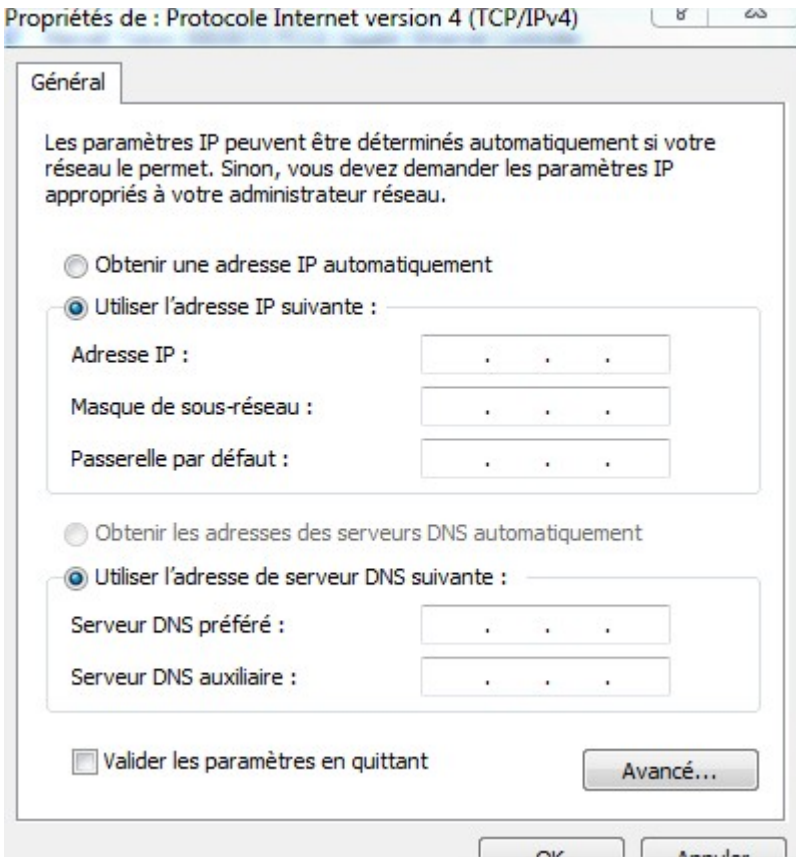 Propriétés de : Protocole Internet version 4 (TCP/IPv4)
Général
Les paramètres IP peuvent être déterminés automatiquement si votre
réseau le permet. Sinon, vous devez demander les paramètres IP
appropriés à votre administrateur réseau.
Obtenir une adresse IP automatiquement
Utiliser l'adresse IP suivante :
Adresse IP : . . .
Masque de sous-réseau : . . .
Passerelle par défaut : . . .
Obtenir les adresses des serveurs DNS automatiquement
Utiliser l'adresse de serveur DNS suivante :
Serveur DNS préféré : . . .
Serveur DNS auxiliaire : . . .
Valider les paramètres en quittant
Avancé...
OK Annuler